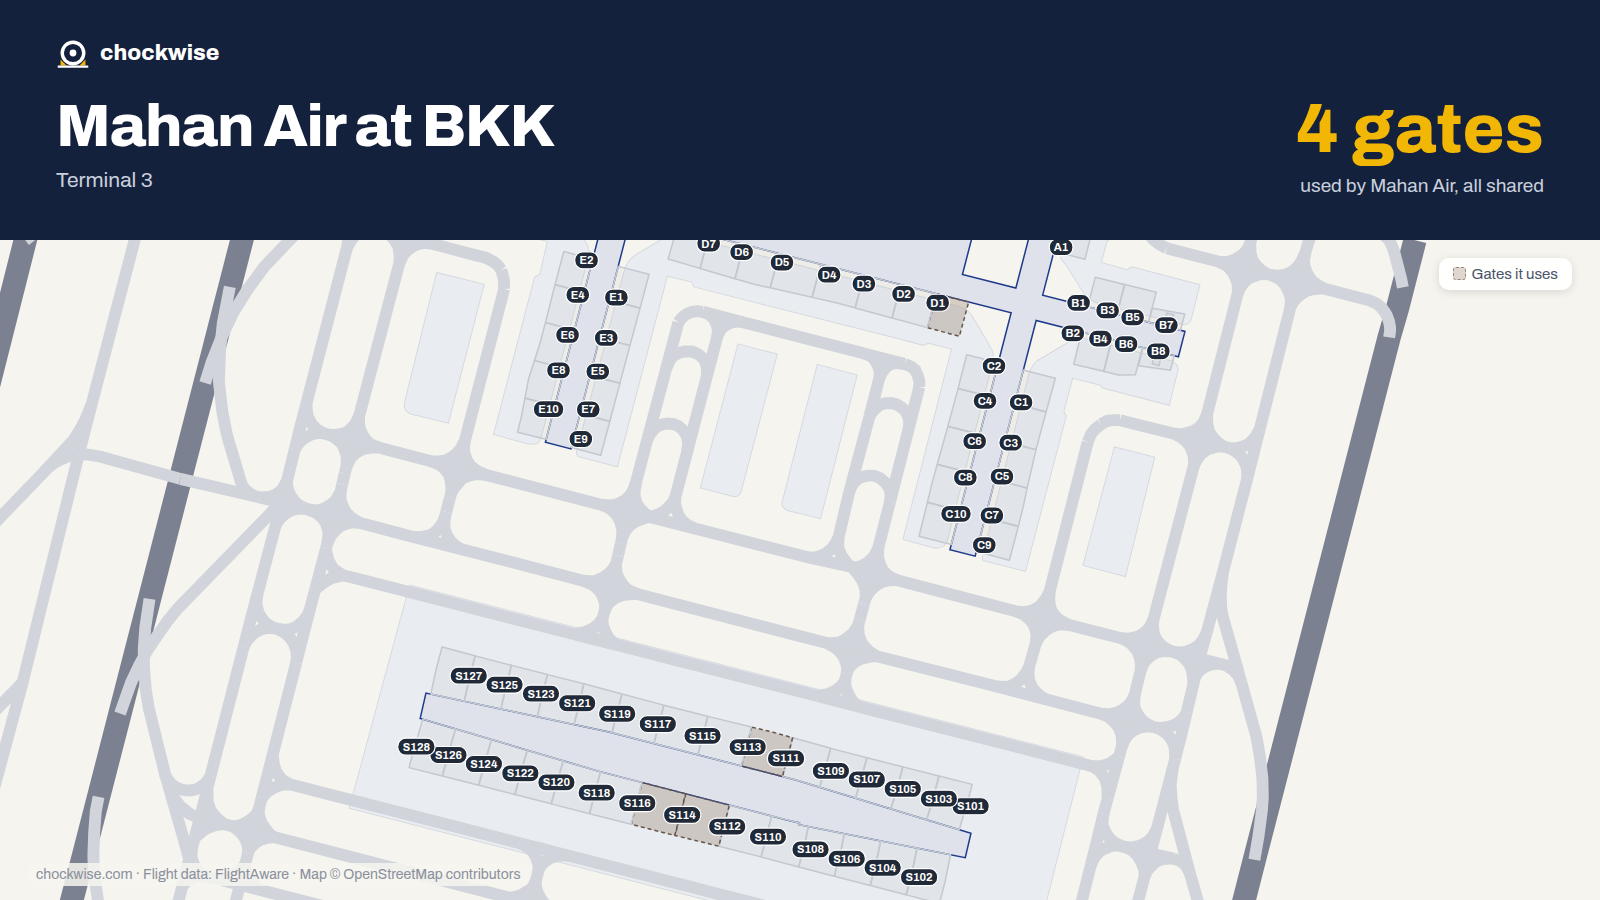 chockwise
Mahan Air at BKK
Terminal 3
4 gates
used by Mahan Air, all shared
Gates it uses
D7
D6
D5
D4
D3
D2
D1
A1
E2
E4
E1
E6
E3
E8
E5
E10
E7
E9
B1
B3
B5
B7
B2
B4
B6
B8
C2
C4
C1
C6
C3
C8
C5
C10
C7
C9
S127
S125
S123
S121
S119
S117
S115
S113
S111
S109
S107
S105
S103
S101
S128
S126
S124
S122
S120
S118
S116
S114
S112
S110
S108
S106
S104
S102
chockwise.com · Flight data: FlightAware · Map © OpenStreetMap contributors